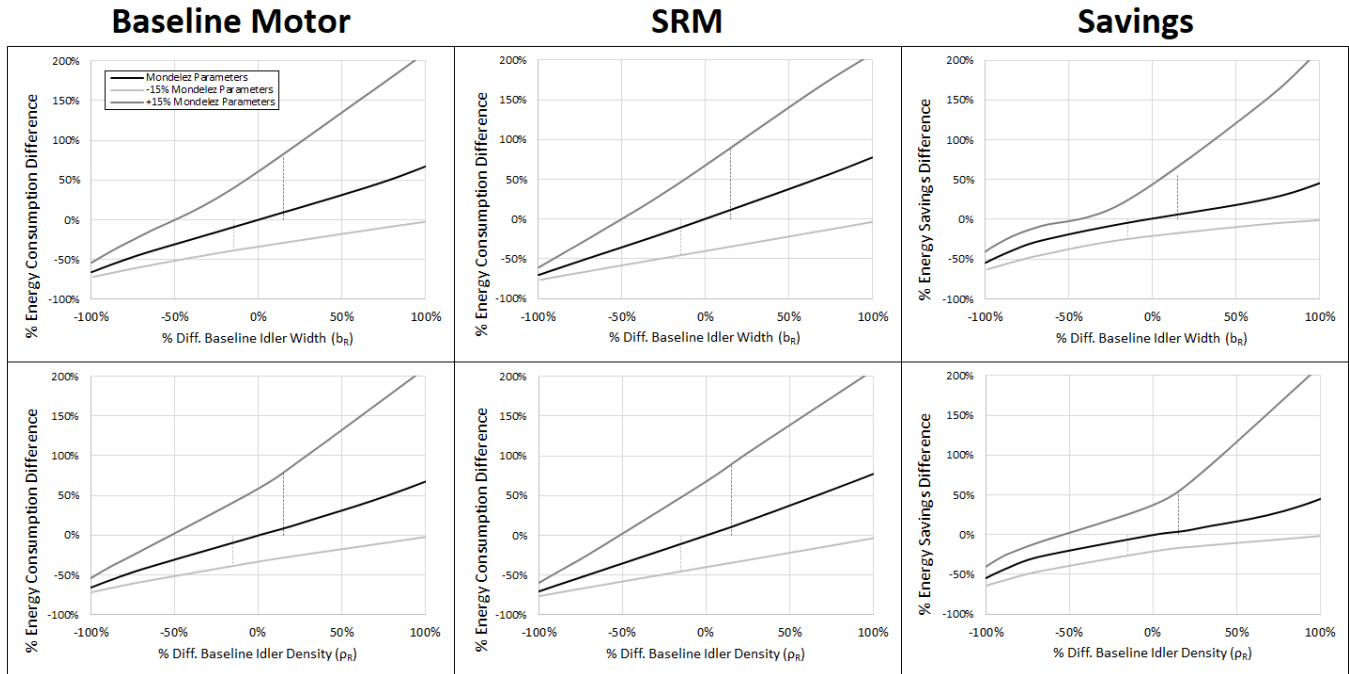 Baseline Motor SRM Savings
% Energy Consumption Difference
200%
150%
100%
50%
0%
-50%
-100%
Mondelez Parameters
-15% Mondelez Parameters
+15% Mondelez Parameters
-100% -50% 0% 50% 100%
% Diff. Baseline Idler Width (bR)
% Energy Consumption Difference
200%
150%
100%
50%
0%
-50%
-100%
-100% -50% 0% 50% 100%
% Diff. Baseline Idler Width (bR)
% Energy Savings Difference
200%
150%
100%
50%
0%
-50%
-100%
-100% -50% 0% 50% 100%
% Diff. Baseline Idler Width (bR)
% Energy Consumption Difference
200%
150%
100%
50%
0%
-50%
-100%
-100% -50% 0% 50% 100%
% Diff. Baseline Idler Density (ρR)
% Energy Consumption Difference
200%
150%
100%
50%
0%
-50%
-100%
-100% -50% 0% 50% 100%
% Diff. Baseline Idler Density (ρR)
% Energy Savings Difference
200%
150%
100%
50%
0%
-50%
-100%
-100% -50% 0% 50% 100%
% Diff. Baseline Idler Density (ρR)